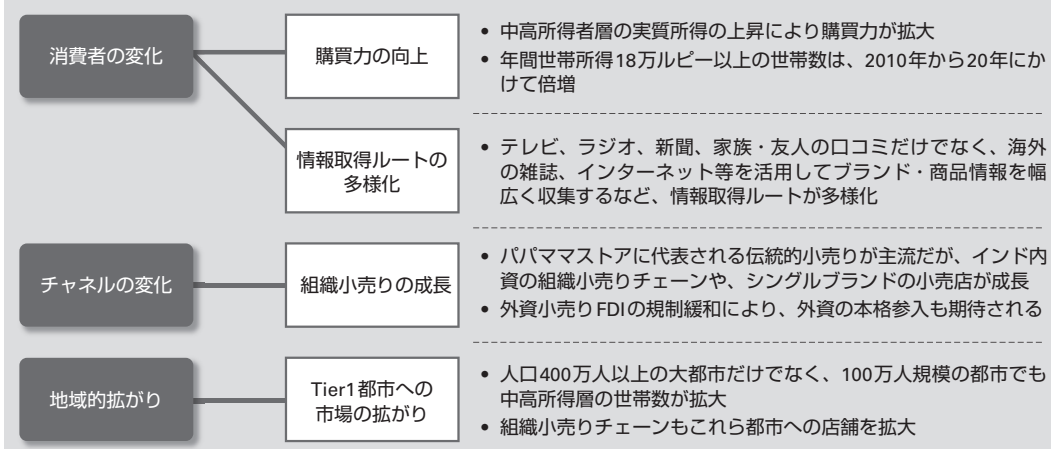 消費者の変化
購買力の向上
• 中高所得者層の実質所得の上昇により購買力が拡大
• 年間世帯所得18万ルピー以上の世帯数は、2010年から20年にか
けて倍増
情報取得ルートの
多様化
• テレビ、ラジオ、新聞、家族・友人の口コミだけでなく、海外
の雑誌、インターネット等を活用してブランド・商品情報を幅
広く収集するなど、情報取得ルートが多様化
チャネルの変化
組織小売りの成長
• パパママストアに代表される伝統的小売りが主流だが、インド内
資の組織小売りチェーンや、シングルブランドの小売店が成長
• 外資小売りFDIの規制緩和により、外資の本格参入も期待される
地域的拡がり
Tier1都市への
市場の拡がり
• 人口400万人以上の大都市だけでなく、100万人規模の都市でも
中高所得層の世帯数が拡大
• 組織小売りチェーンもこれら都市への店舗を拡大